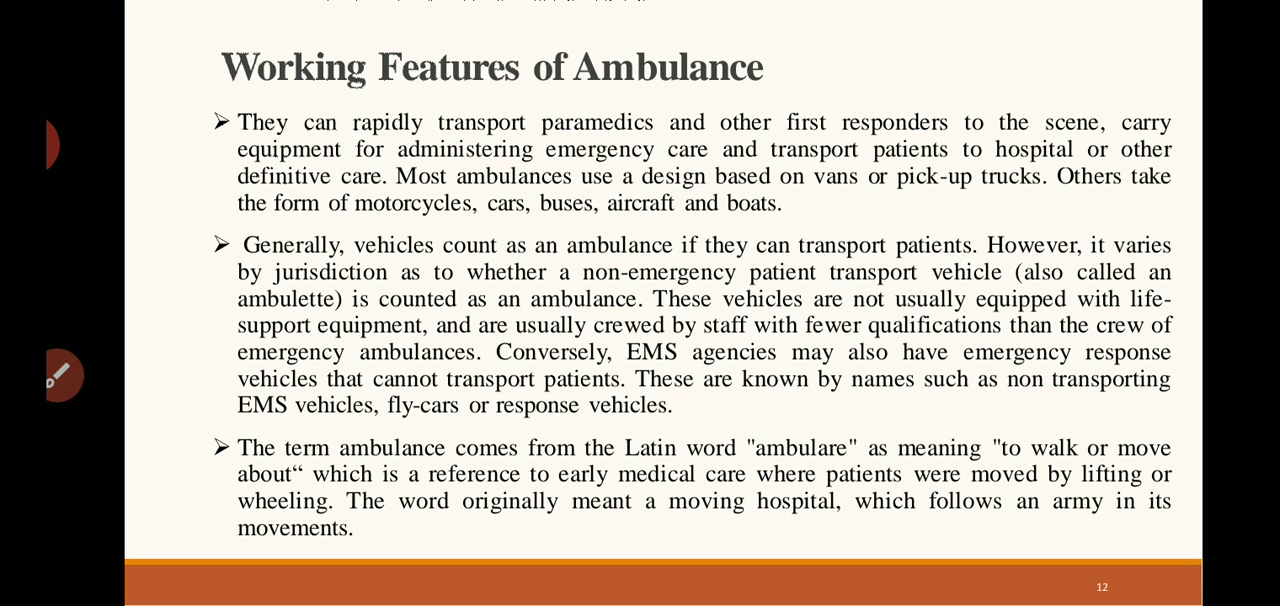 Working Features of Ambulance
➢ They can rapidly transport paramedics and other first responders to the scene, carry
equipment for administering emergency care and transport patients to hospital or other
definitive care. Most ambulances use a design based on vans or pick-up trucks. Others take
the form of motorcycles, cars, buses, aircraft and boats.
➢ Generally, vehicles count as an ambulance if they can transport patients. However, it varies
by jurisdiction as to whether a non-emergency patient transport vehicle (also called an
ambulette) is counted as an ambulance. These vehicles are not usually equipped with life-
support equipment, and are usually crewed by staff with fewer qualifications than the crew of
emergency ambulances. Conversely, EMS agencies may also have emergency response
vehicles that cannot transport patients. These are known by names such as non transporting
EMS vehicles, fly-cars or response vehicles.
➢ The term ambulance comes from the Latin word "ambulare" as meaning "to walk or move
about“ which is a reference to early medical care where patients were moved by lifting or
wheeling. The word originally meant a moving hospital, which follows an army in its
movements.
12